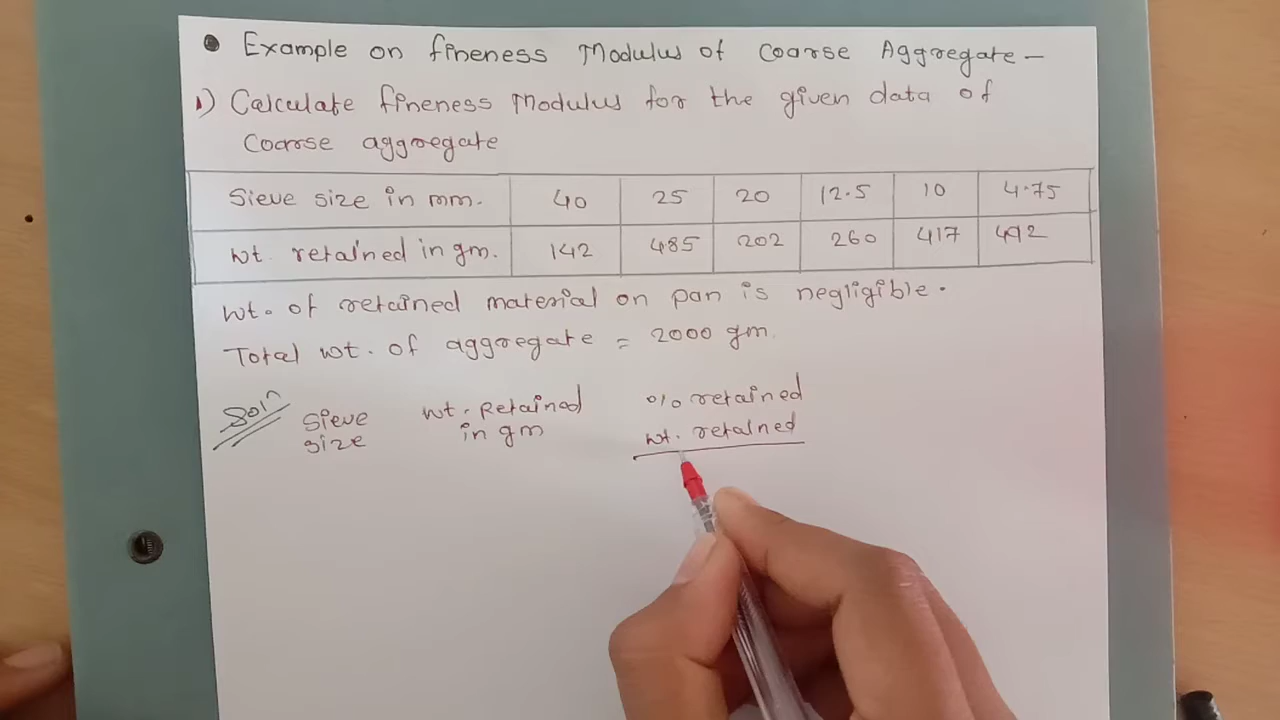 Example on fineness Modulus of Coarse Aggregate -
1) Calculate fineness Modulus for the given data of
Coarse aggregate
Sieve size in mm. 40 25 20 12.5 10 4.75
wt. retained in gm. 142 485 202 260 417 492
wt. of retained material on pan is negligible.
Total wt. of aggregate = 2000 gm.
Soln
Sieve size
wt. Retained in gm
% retained
wt. retained